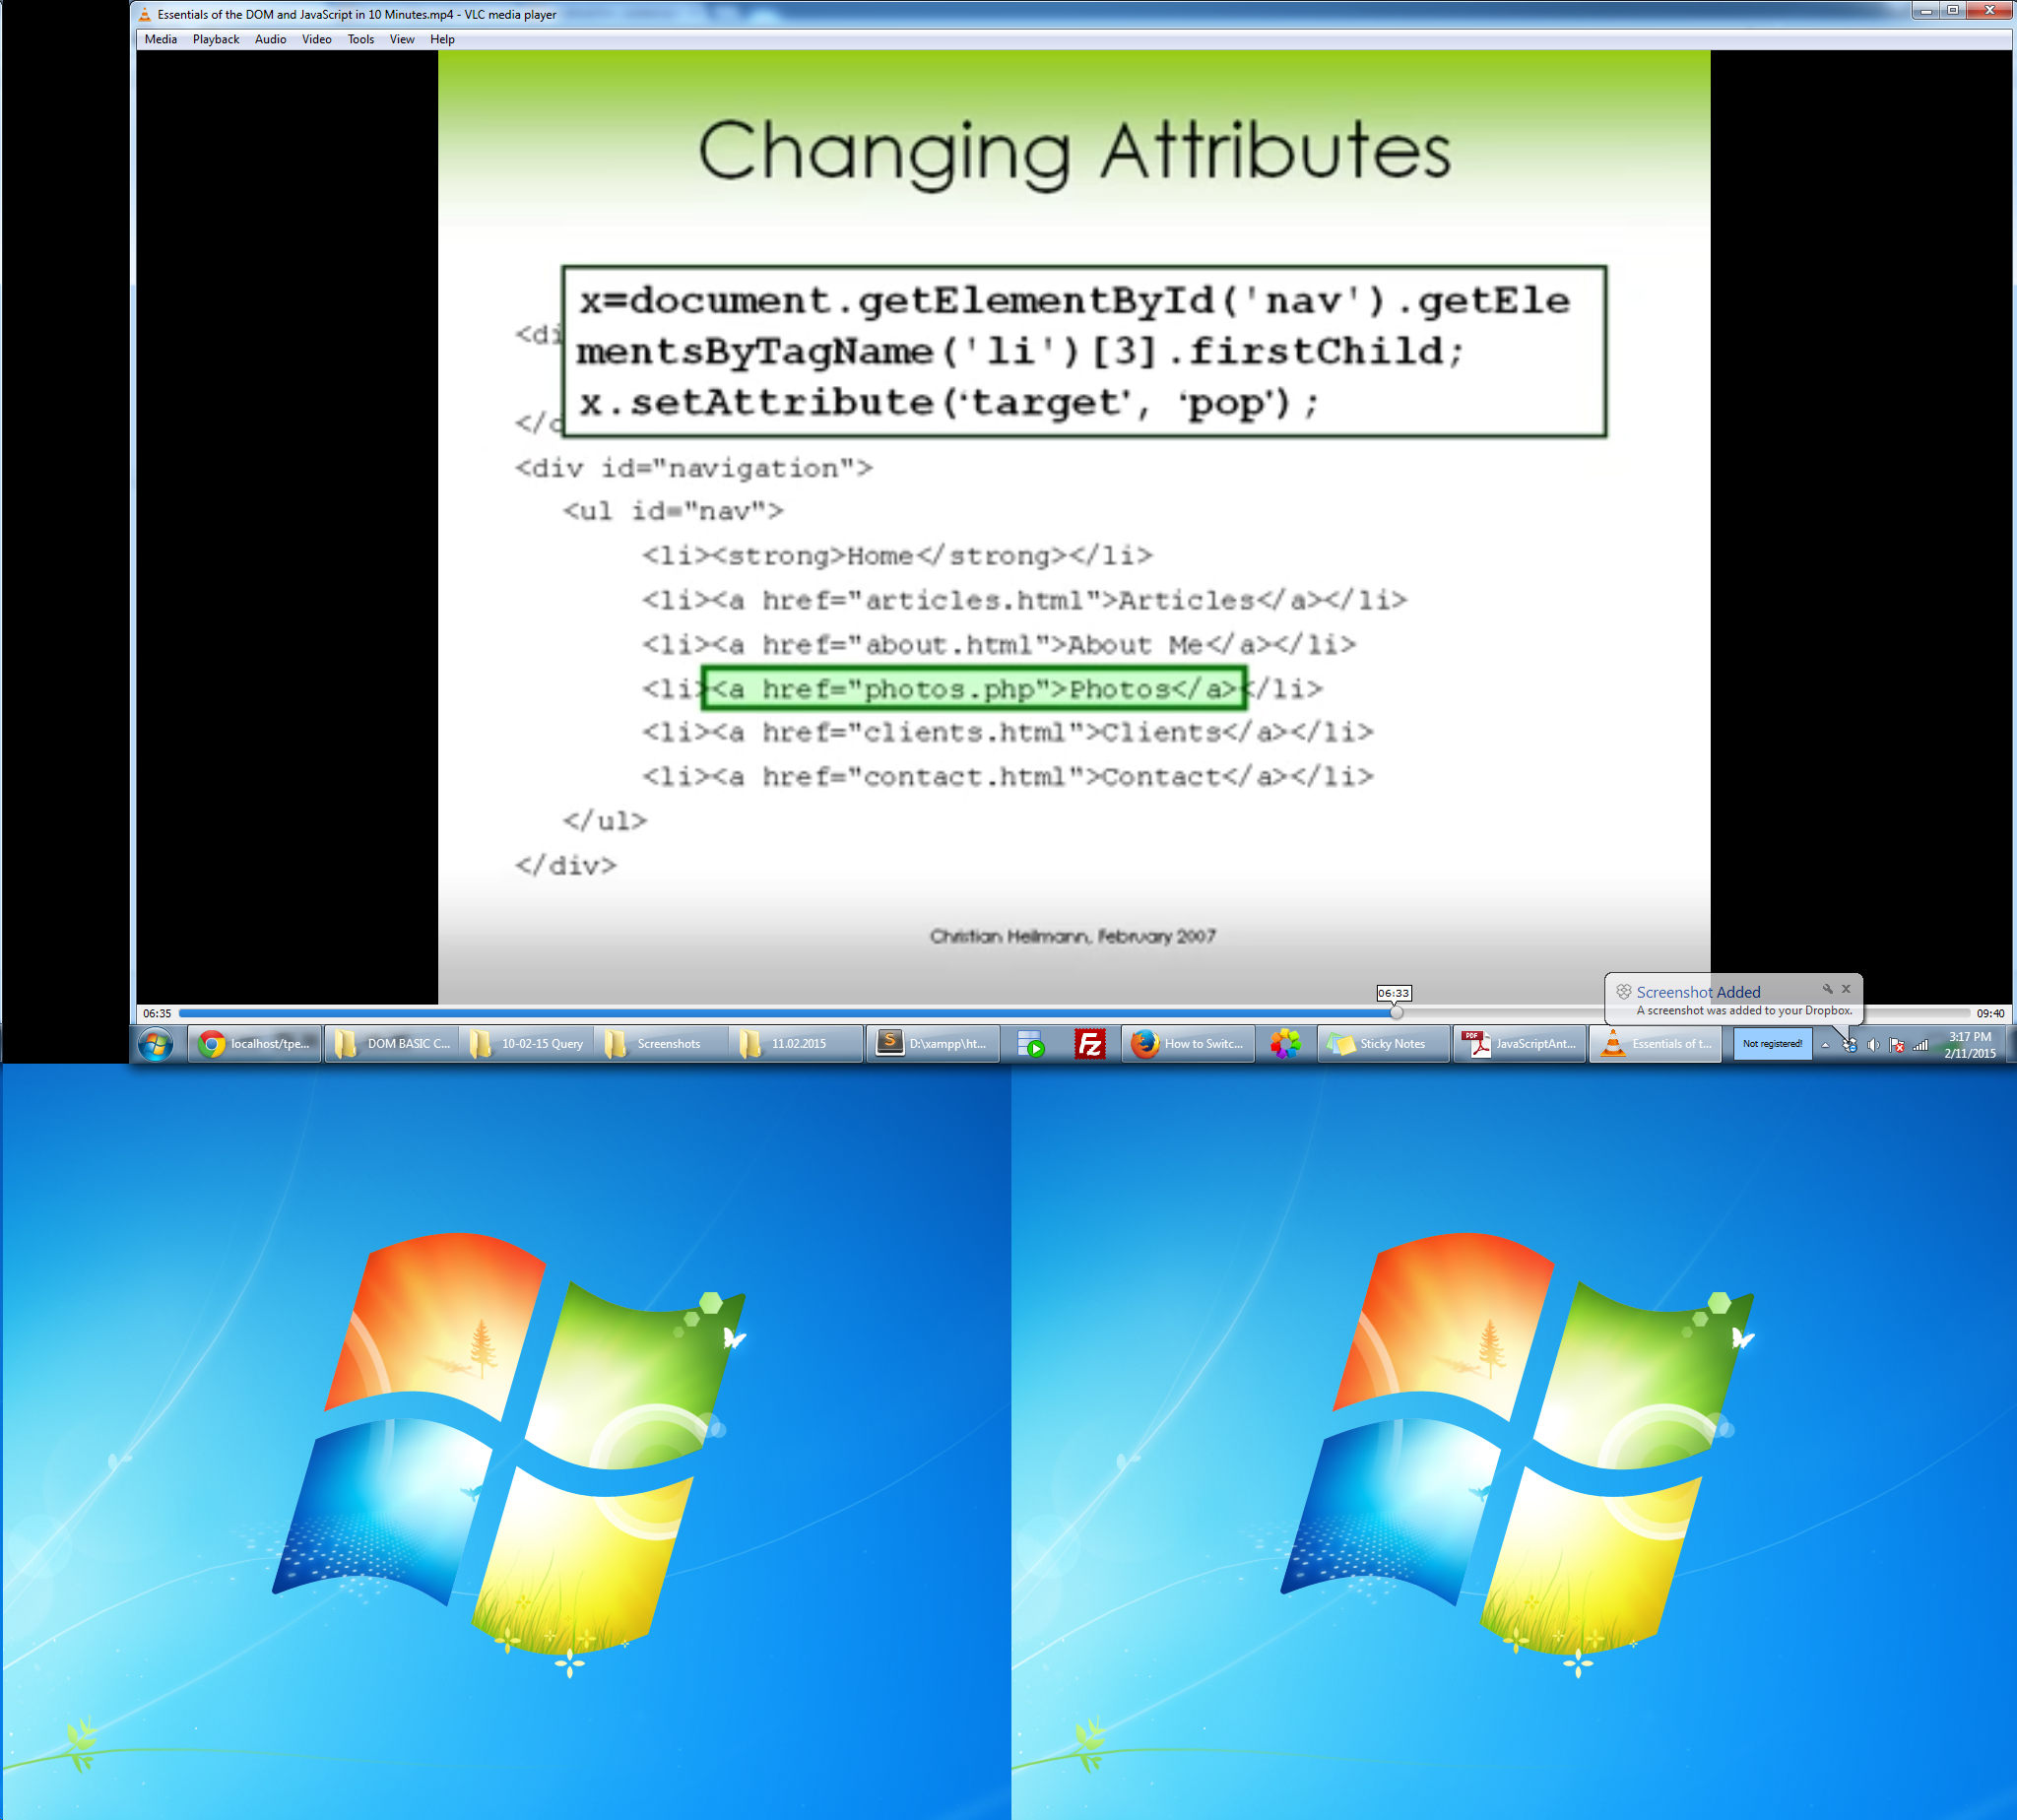 Essentials of the DOM and JavaScript in 10 Minutes.mp4 - VLC media player
Media Playback Audio Video Tools View Help
Changing Attributes
x=document.getElementById('nav').getEle
mentsByTagName('li')[3].firstChild;
x.setAttribute(‘target’, ‘pop’);
<di
</c
<div id="navigation">
<ul id="nav">
<li><strong>Home</strong></li>
<li><a href="articles.html">Articles</a></li>
<li><a href="about.html">About Me</a></li>
<li><a href="photos.php">Photos</a></li>
<li><a href="clients.html">Clients</a></li>
<li><a href="contact.html">Contact</a></li>
</ul>
</div>
Christian Heilmann, February 2007
06:33
Screenshot Added
A screenshot was added to your Dropbox.
06:35 09:40
localhost/tpe... DOM BASIC C... 10-02-15 Query Screenshots 11.02.2015 S D:\xampp\ht... Fz How to Switc... Sticky Notes PDF JavaScriptAnt... Essentials of t... Not registered! 3:17 PM
2/11/2015